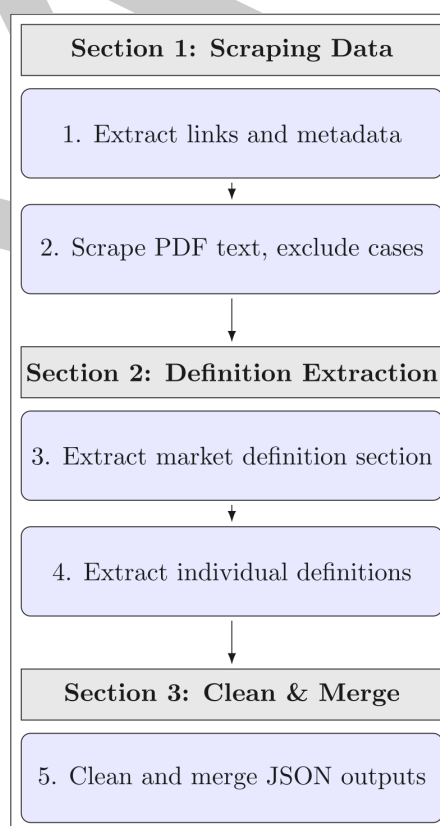 Section 1: Scraping Data
1. Extract links and metadata
2. Scrape PDF text, exclude cases
Section 2: Definition Extraction
3. Extract market definition section
4. Extract individual definitions
Section 3: Clean & Merge
5. Clean and merge JSON outputs